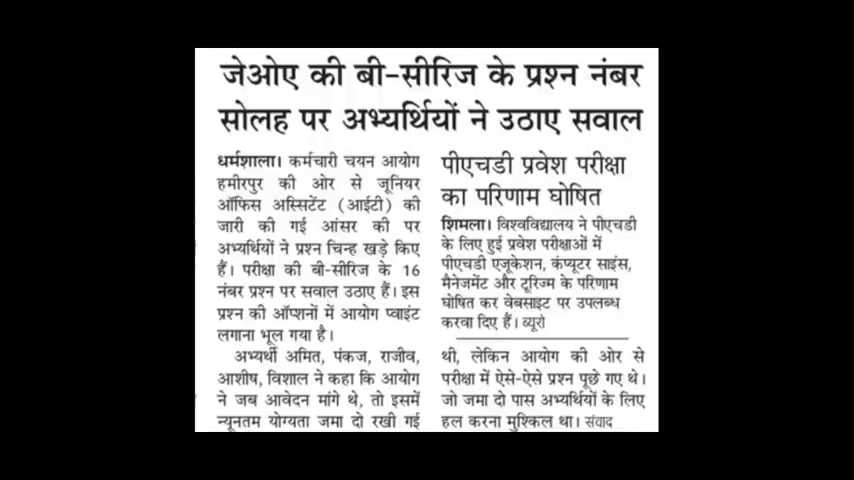 जेओए की बी-सीरिज के प्रश्न नंबर
सोलह पर अभ्यर्थियों ने उठाए सवाल
धर्मशाला। कर्मचारी चयन आयोग
हमीरपुर की ओर से जूनियर
ऑफिस अस्सिटेंट (आईटी) की
जारी की गई आंसर की पर
अभ्यर्थियों ने प्रश्न चिन्ह खड़े किए
हैं। परीक्षा की बी-सीरिज के 16
नंबर प्रश्न पर सवाल उठाए हैं। इस
प्रश्न की ऑप्शनों में आयोग प्वाइंट
लगाना भूल गया है।
अभ्यर्थी अमित, पंकज, राजीव,
आशीष, विशाल ने कहा कि आयोग
ने जब आवेदन मांगे थे, तो इसमें
न्यूनतम योग्यता जमा दो रखी गई
थी, लेकिन आयोग की ओर से
परीक्षा में ऐसे-ऐसे प्रश्न पूछे गए थे।
जो जमा दो पास अभ्यर्थियों के लिए
हल करना मुश्किल था। संवाद
पीएचडी प्रवेश परीक्षा
का परिणाम घोषित
शिमला। विश्वविद्यालय ने पीएचडी
के लिए हुई प्रवेश परीक्षाओं में
पीएचडी एजूकेशन, कंप्यूटर साइंस,
मैनेजमेंट और टूरिज्म के परिणाम
घोषित कर वेबसाइट पर उपलब्ध
करवा दिए हैं। ब्यूरो